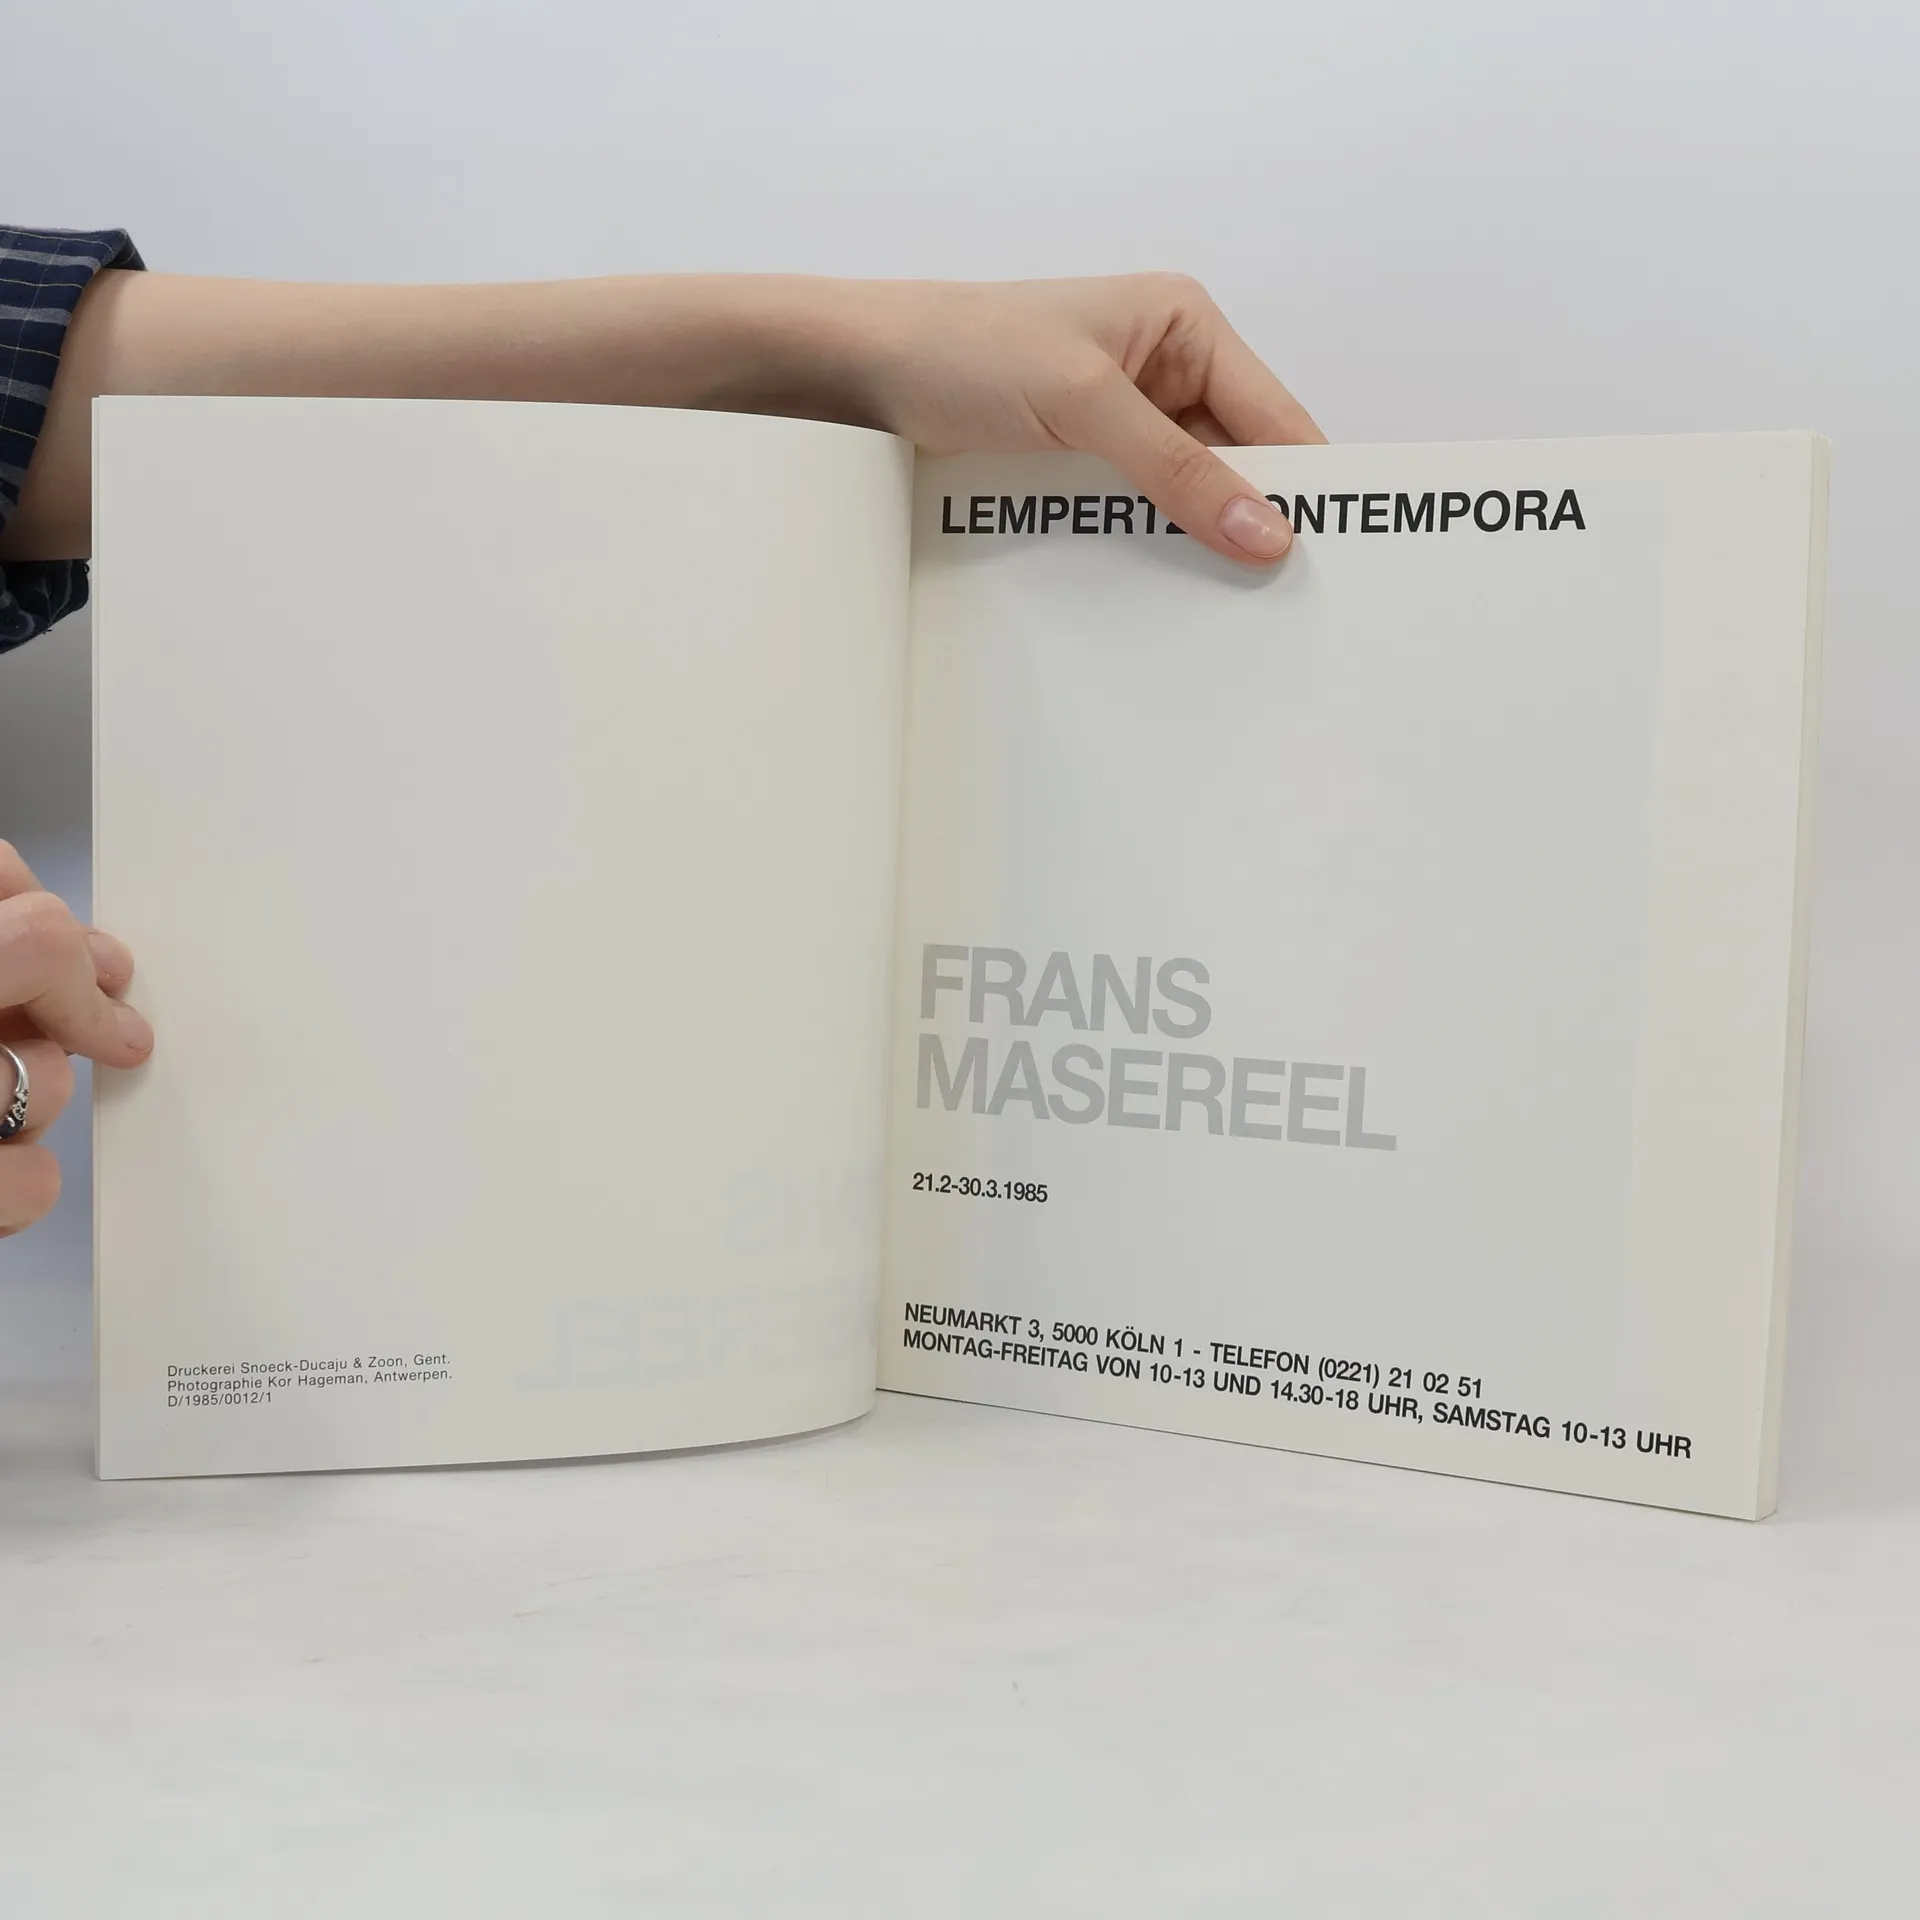 Druckerei Snoeck-Ducaju & Zoon, Gent.
Photographie Kor Hageman, Antwerpen.
D/1985/0012/1
LEMPERTZ ONTEMPORA
FRANS
MASEREEL
21.2-30.3.1985
NEUMARKT 3, 5000 KÖLN 1 - TELEFON (0221) 21 02 51
MONTAG-FREITAG VON 10-13 UND 14.30-18 UHR, SAMSTAG 10-13 UHR